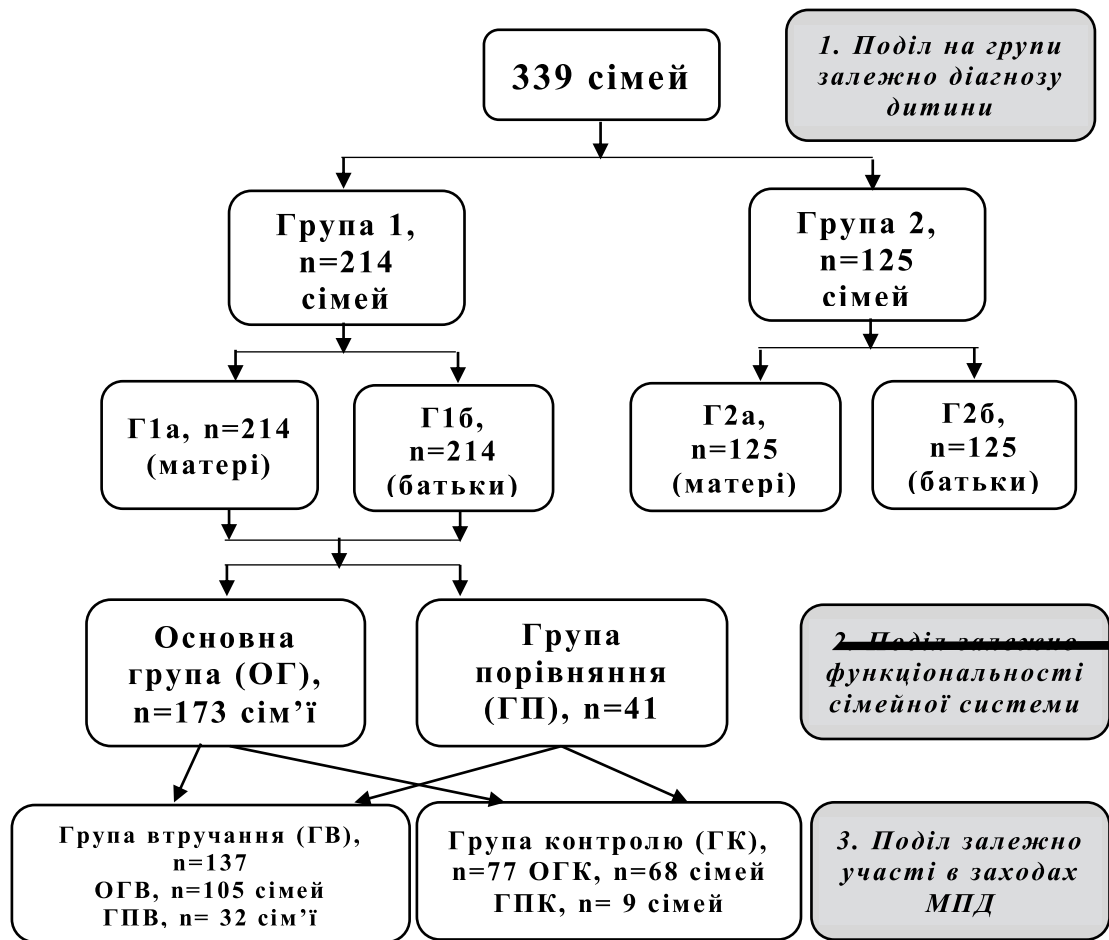 339 сімей
1. Поділ на групи
залежно діагнозу
дитини
Група 1,
n=214
сімей
Група 2,
n=125
сімей
Г1а, n=214
(матері)
Г1б,
n=214
(батьки)
Г2а,
n=125
(матері)
Г2б,
n=125
(батьки)
Основна
група (ОГ),
n=173 сім’ї
Група
порівняння
(ГП), n=41
2. Поділ залежно
функціональності
сімейної системи
Група втручання (ГВ),
n=137
ОГВ, n=105 сімей
ГПВ, n= 32 сім’ї
Група контролю (ГК),
n=77 ОГК, n=68 сімей
ГПК, n= 9 сімей
3. Поділ залежно
участі в заходах
МПД